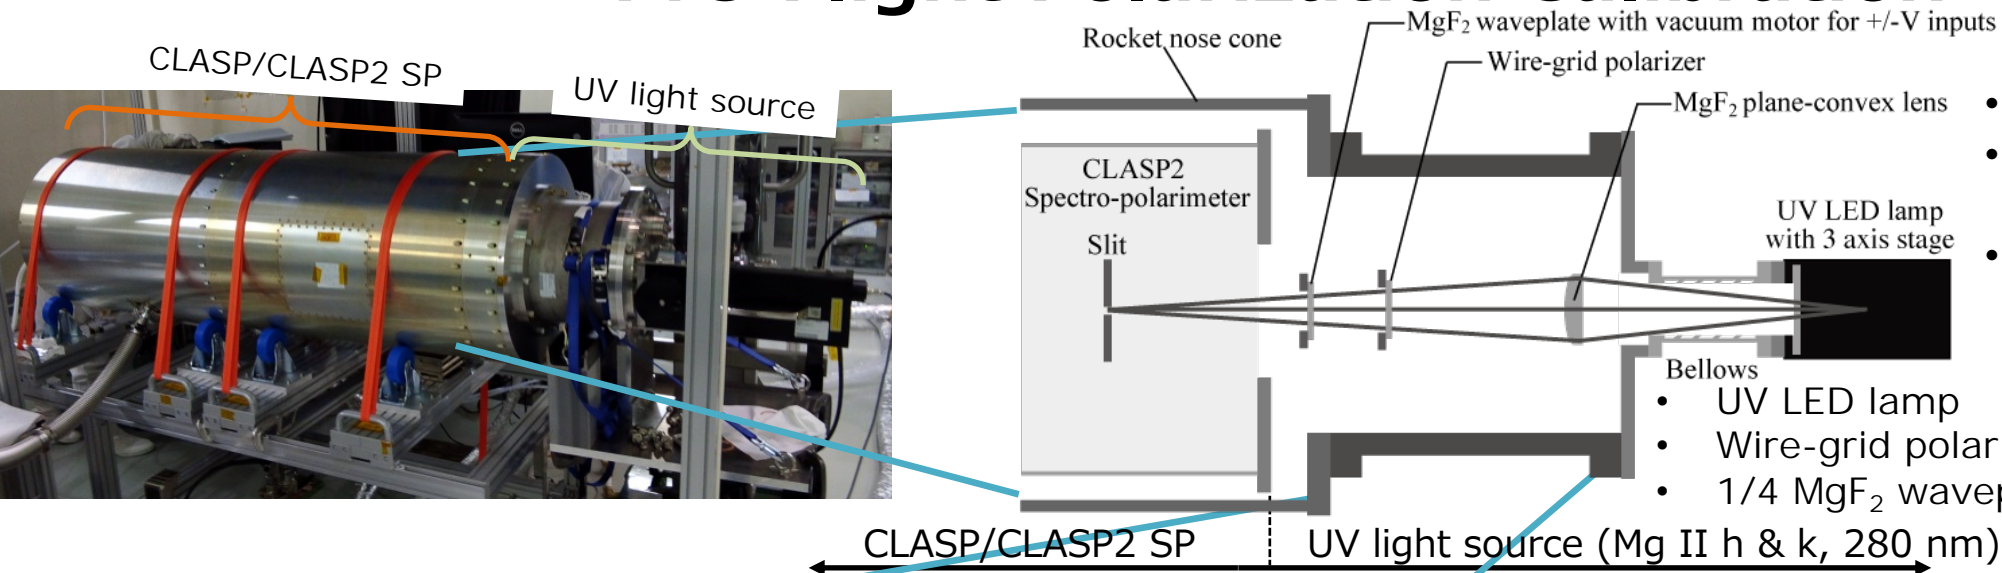 CLASP/CLASP2 SP
UV light source
Rocket nose cone
MgF₂ waveplate with vacuum motor for +/-V inputs
Wire-grid polarizer
MgF₂ plane-convex lens
CLASP2
Spectro-polarimeter
Slit
UV LED lamp
with 3 axis stage
Bellows
• UV LED lamp
• Wire-grid polar
• 1/4 MgF₂ wavep
CLASP/CLASP2 SP
UV light source (Mg II h & k, 280 nm)